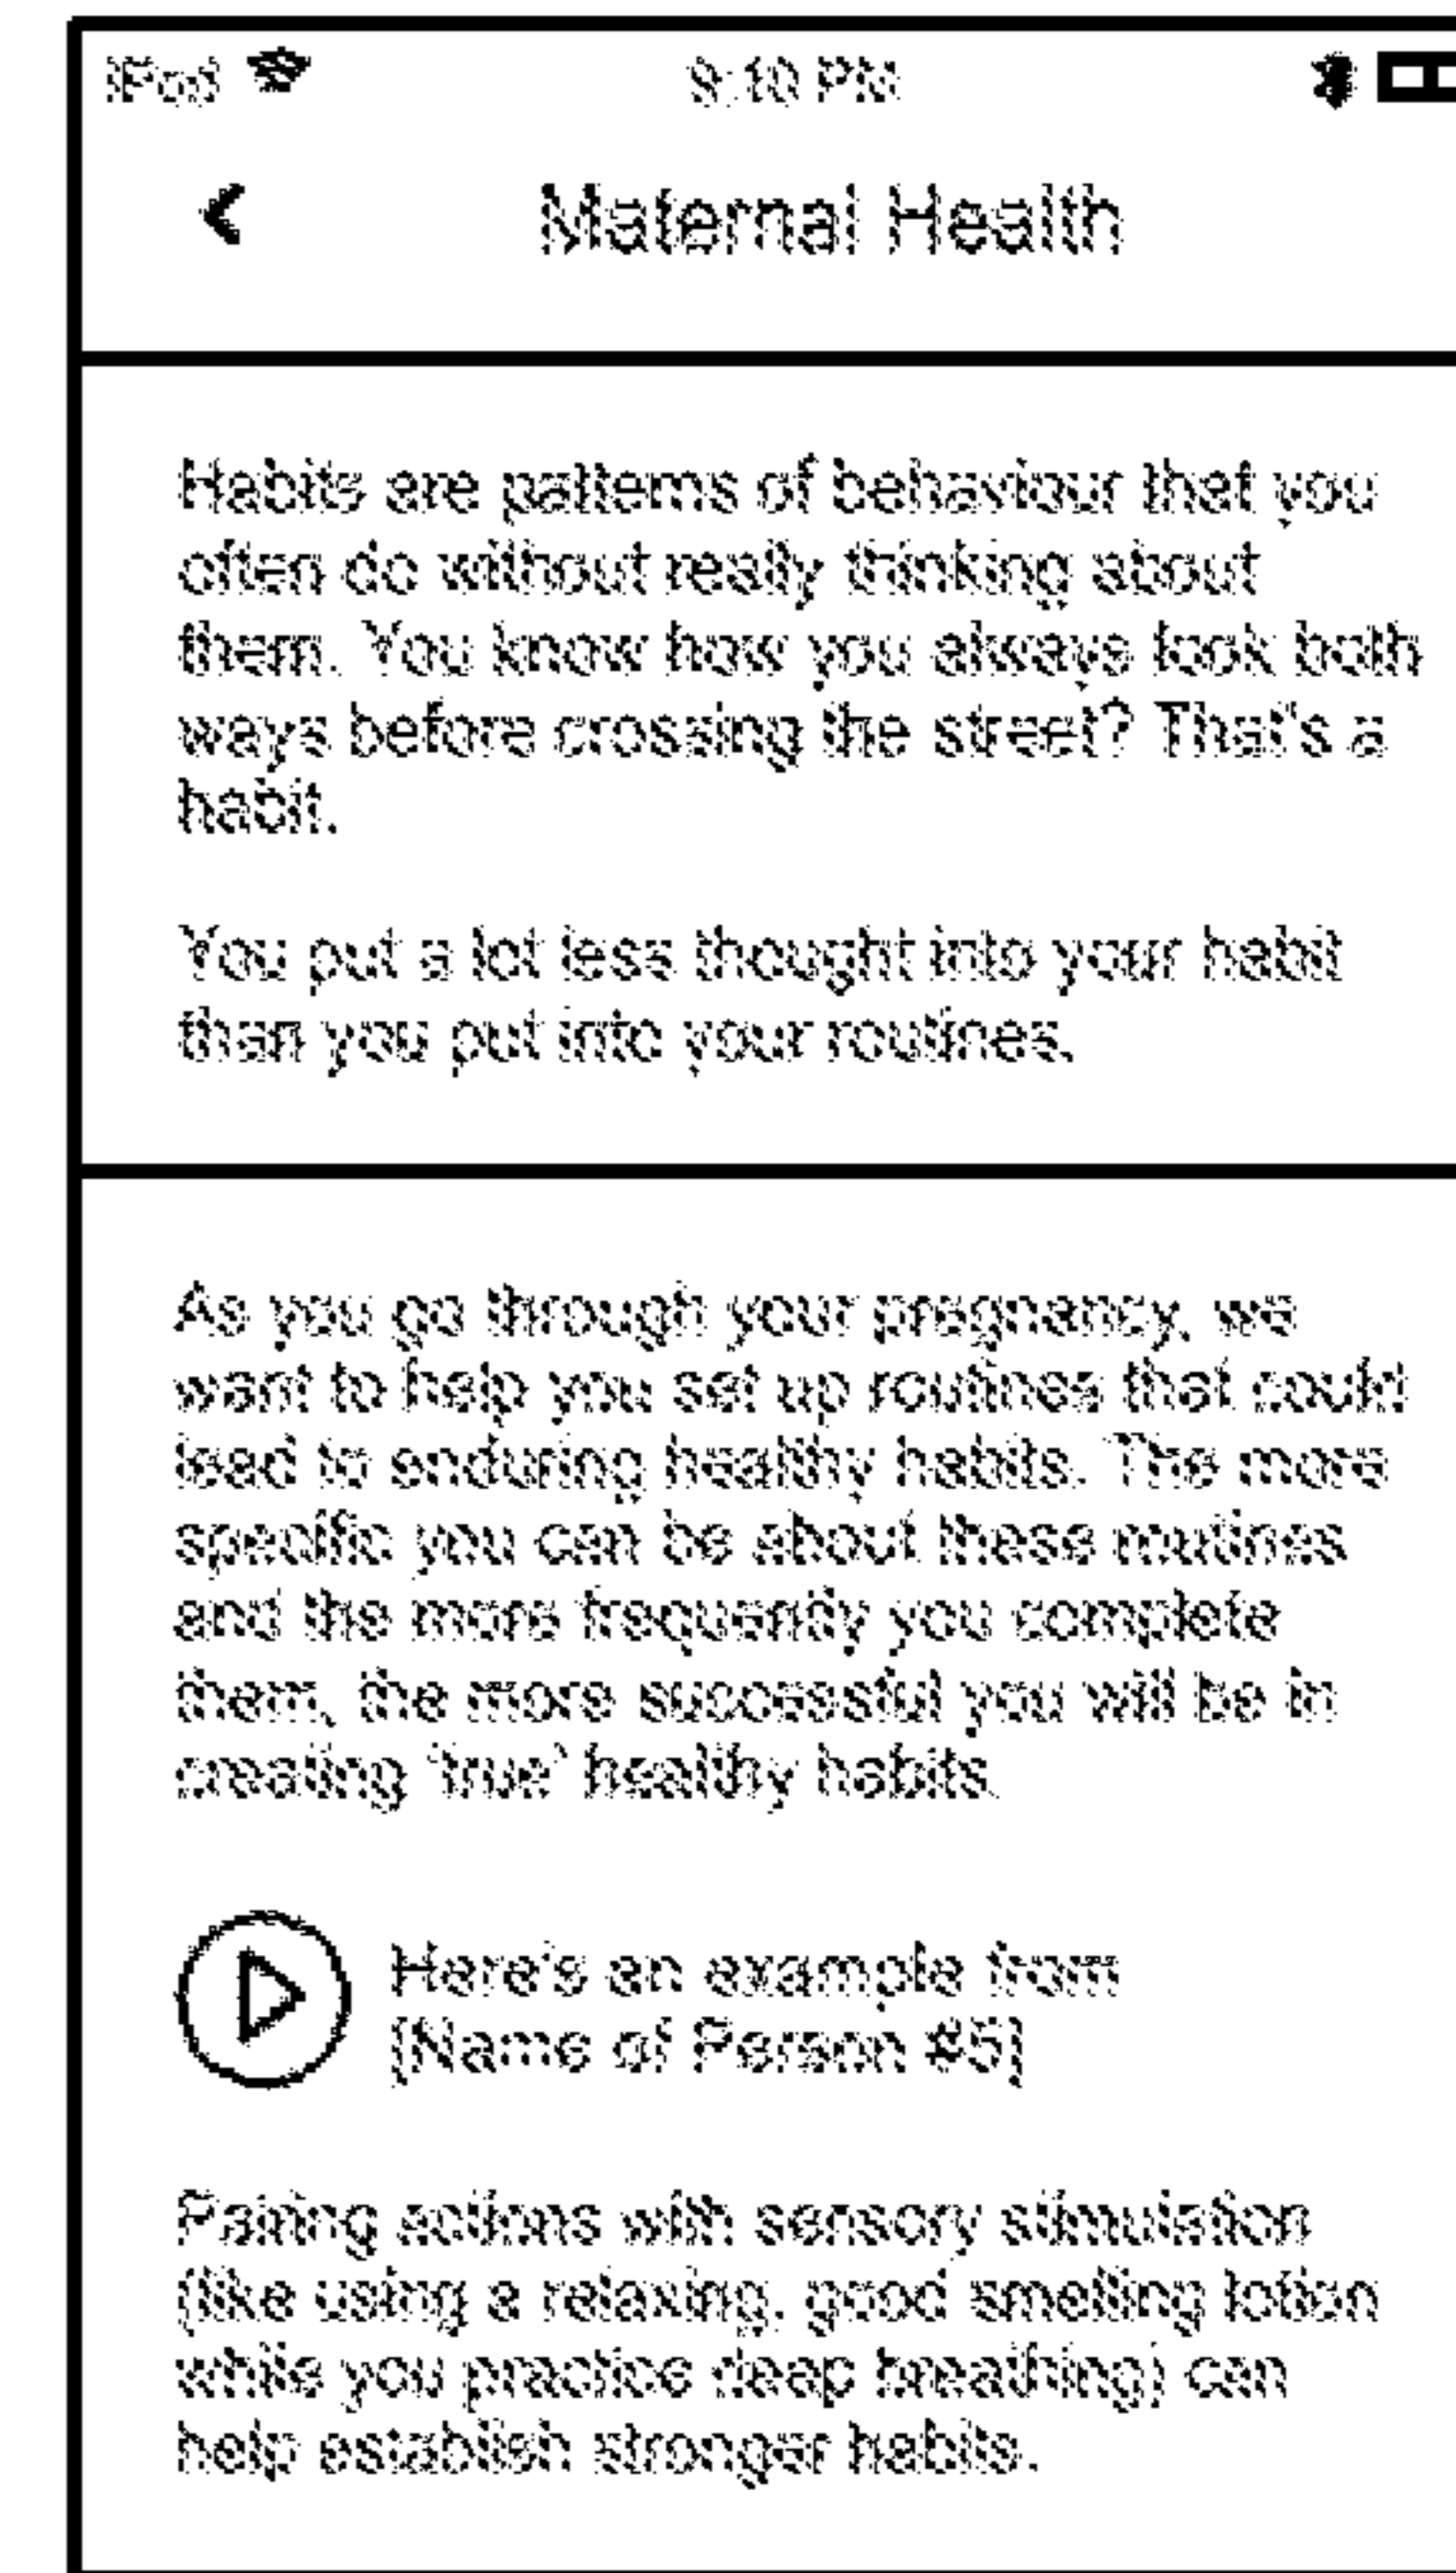 iPod 9:10 PM
Maternal Health
Habits are patterns of behaviour that you
often do without really thinking about
them. You know how you always look both
ways before crossing the street? That's a
habit.
You put a lot less thought into your habit
than you put into your routines.
As you go through your pregnancy, we
want to help you set up routines that could
lead to enduring healthy habits. The more
specific you can be about these routines
and the more frequently you complete
them, the more successful you will be in
creating 'true' healthy habits.
Here's an example from
[Name of Person #5]
Pairing actions with sensory stimulation
(like using a relaxing, good smelling lotion
while you practice deep breathing) can
help establish stronger habits.